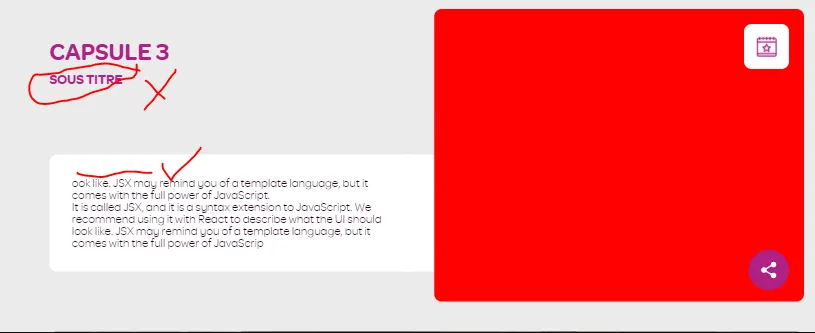 CAPSULE 3
SOUS TITRE
ook like. JSX may remind you of a template language, but it
comes with the full power of JavaScript.
It is called JSX, and it is a syntax extension to JavaScript. We
recommend using it with React to describe what the UI should
look like. JSX may remind you of a template language, but it
comes with the full power of JavaScrip